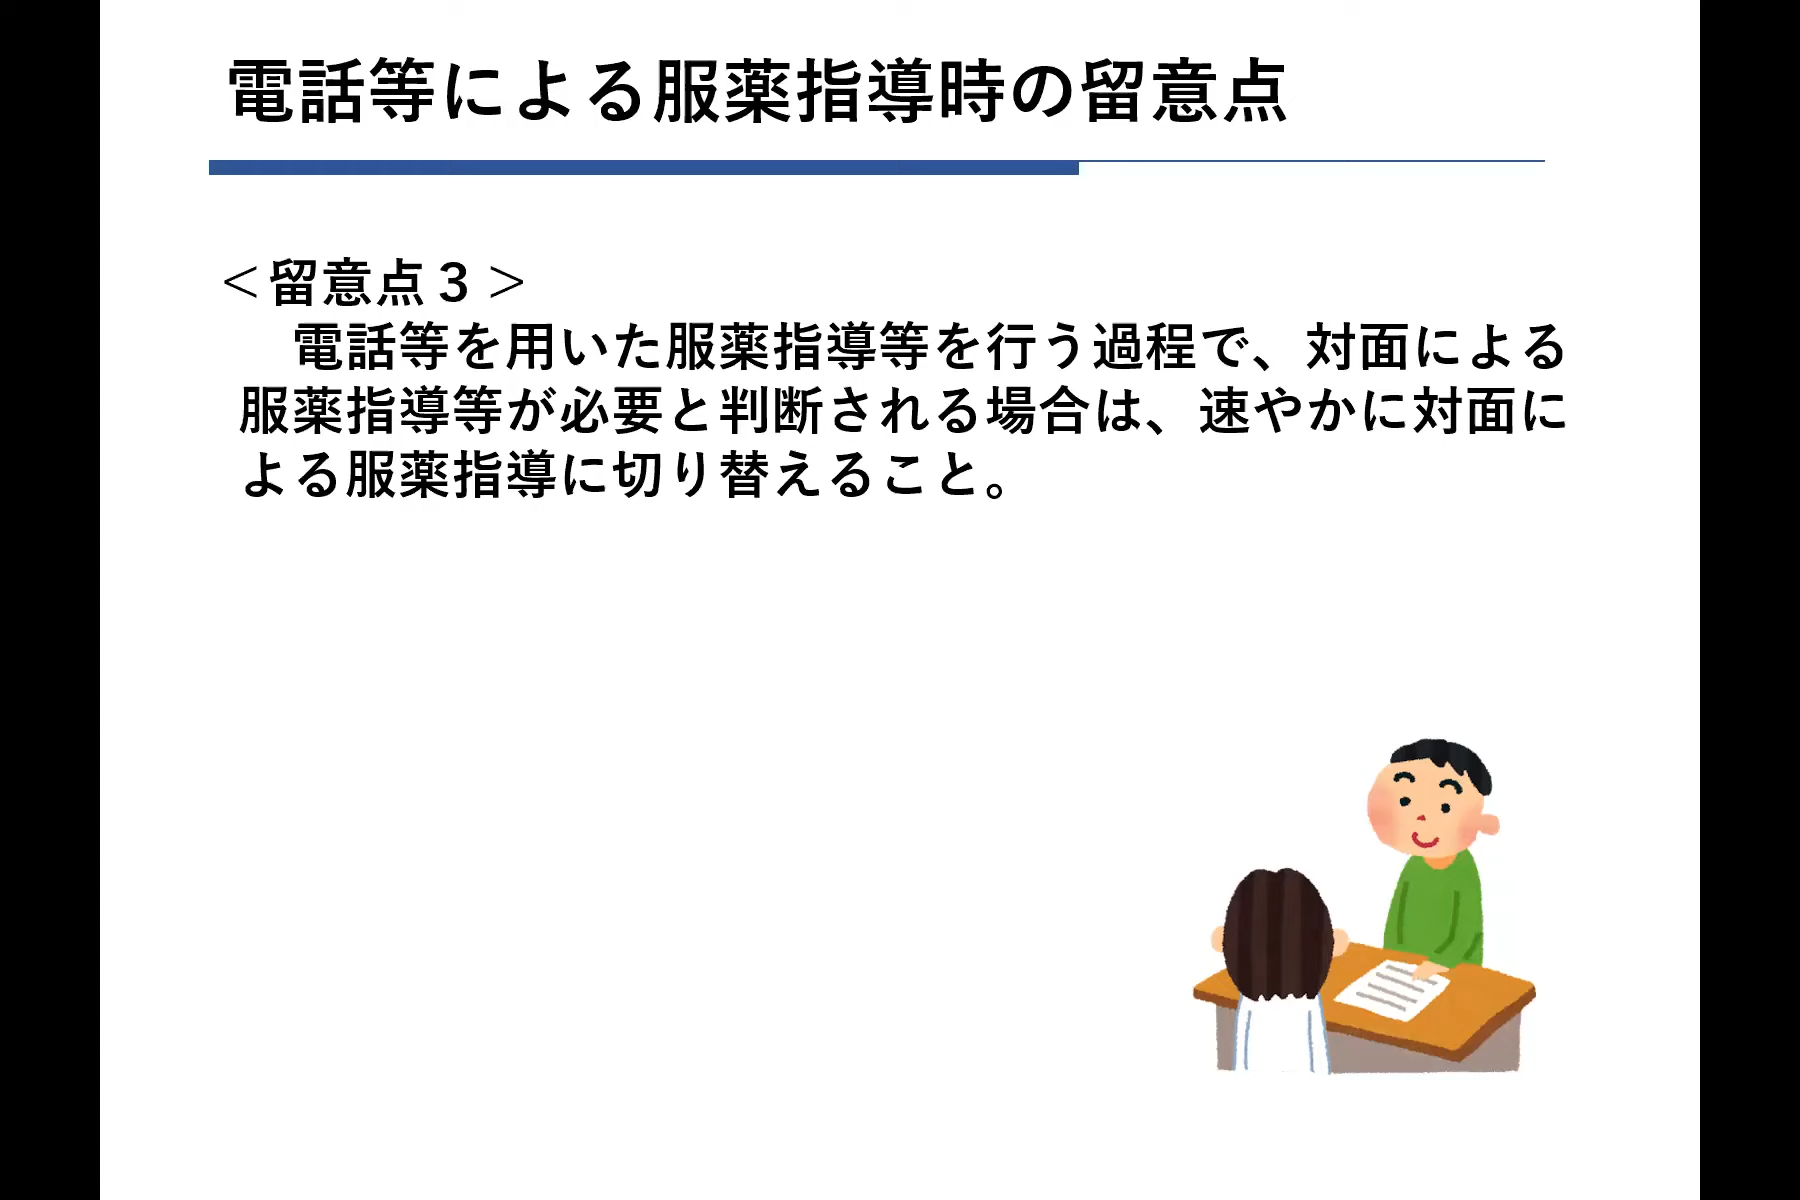 電話等による服薬指導時の留意点
＜留意点３＞
電話等を用いた服薬指導等を行う過程で、対面による
服薬指導等が必要と判断される場合は、速やかに対面に
よる服薬指導に切り替えること。